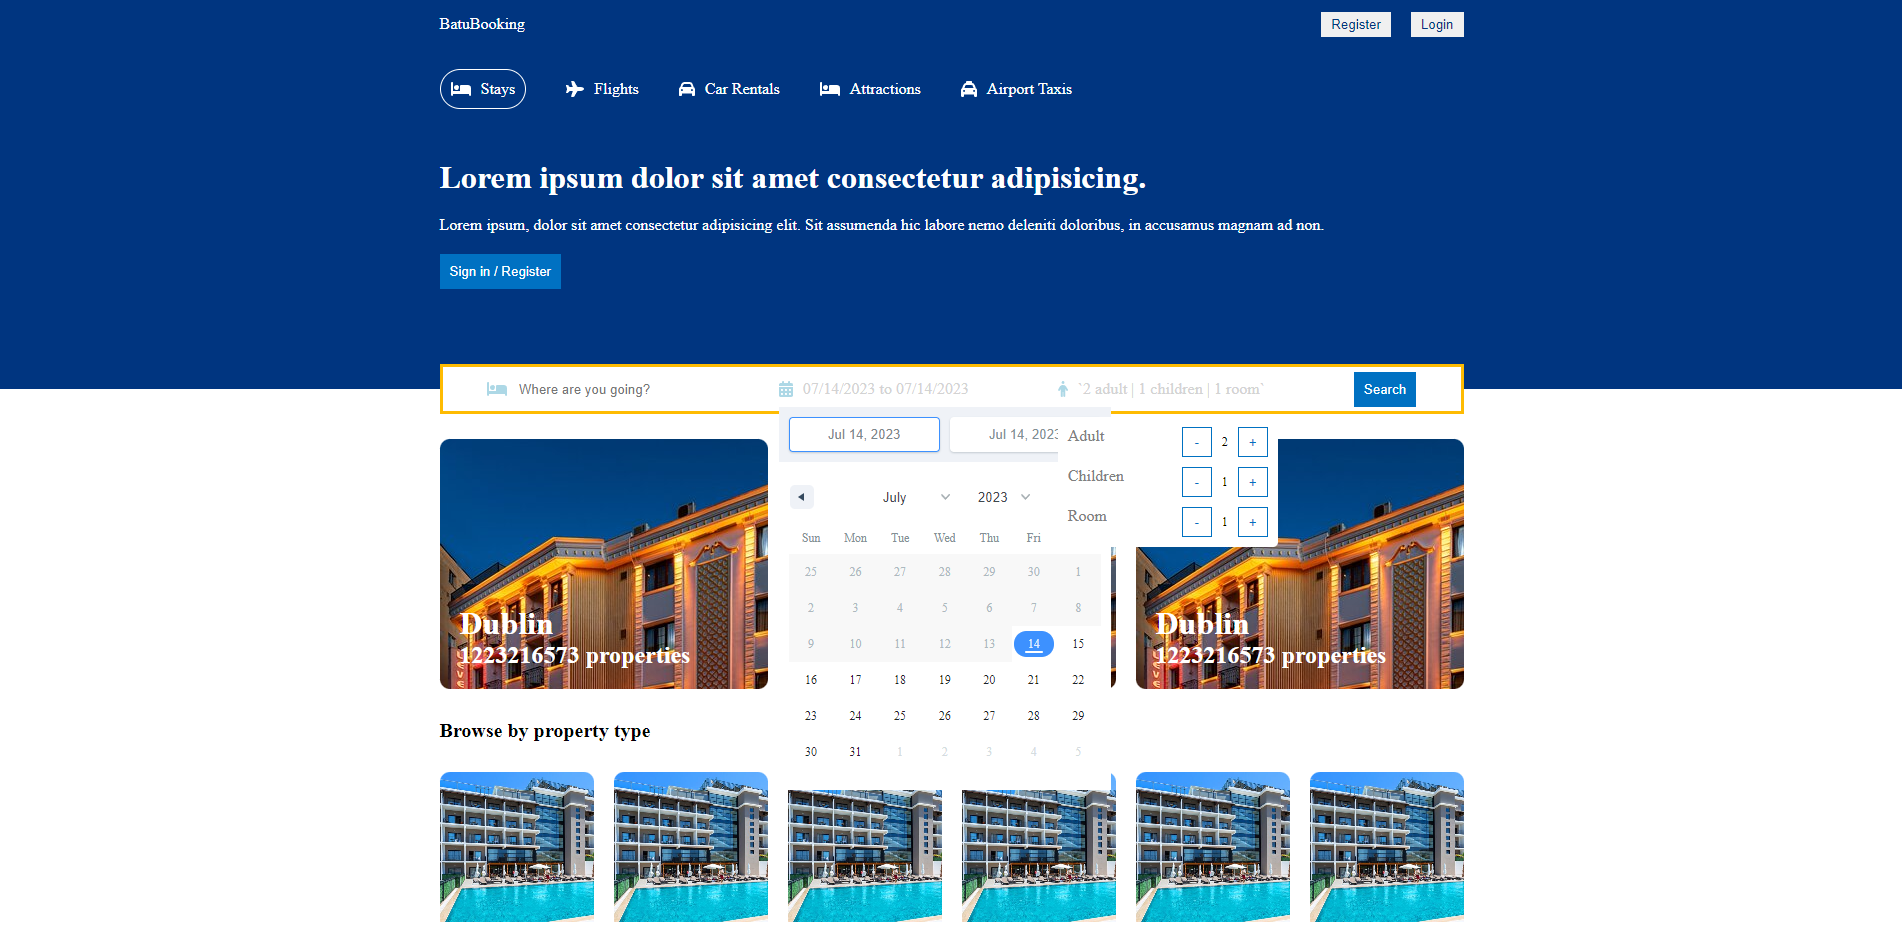 BatuBooking
Register
Login
Stays
Flights
Car Rentals
Attractions
Airport Taxis
Lorem ipsum dolor sit amet consectetur adipisicing.
Lorem ipsum, dolor sit amet consectetur adipisicing elit. Sit assumenda hic labore nemo deleniti doloribus, in accusamus magnam ad non.
Sign in / Register
Where are you going?
07/14/2023 to 07/14/2023
`2 adult | 1 children | 1 room`
Search
Jul 14, 2023
Jul 14, 2023
Adult
- 2 +
Children
- 1 +
Room
- 1 +
July 2023
Sun Mon Tue Wed Thu Fri
25 26 27 28 29 30 1
2 3 4 5 6 7 8
9 10 11 12 13 14 15
16 17 18 19 20 21 22
23 24 25 26 27 28 29
30 31 1 2 3 4 5
Dublin
1223216573 properties
Dublin
1223216573 properties
Browse by property type